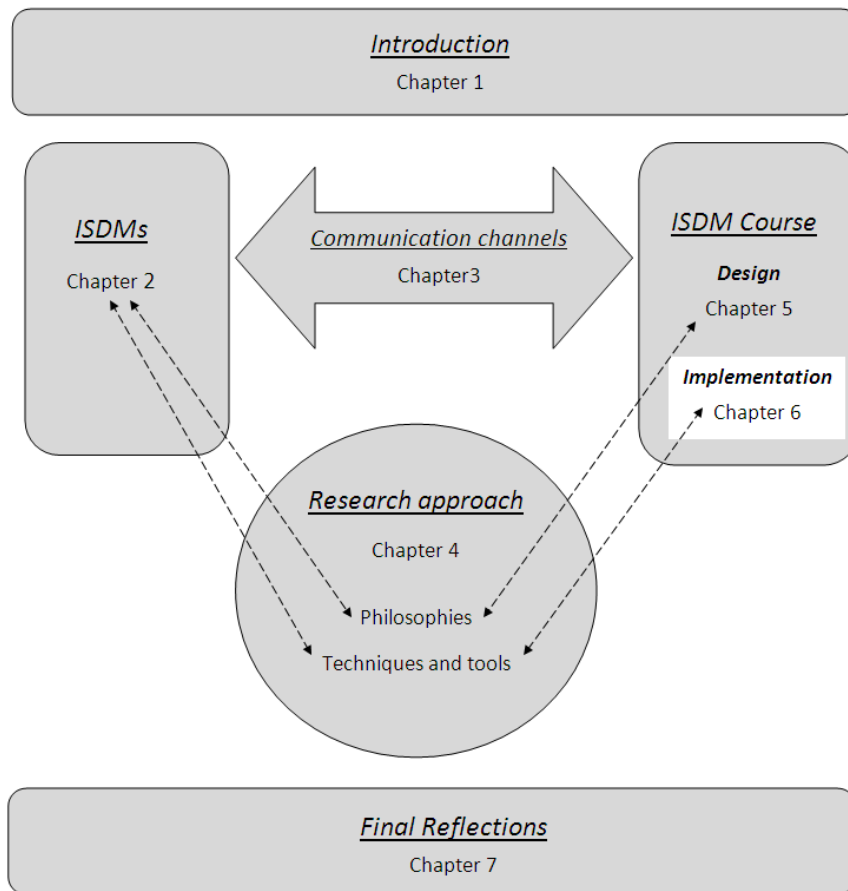 Introduction
Chapter 1
ISDMs
Chapter 2
Communication channels
Chapter3
ISDM Course
Design
Chapter 5
Implementation
Chapter 6
Research approach
Chapter 4
Philosophies
Techniques and tools
Final Reflections
Chapter 7